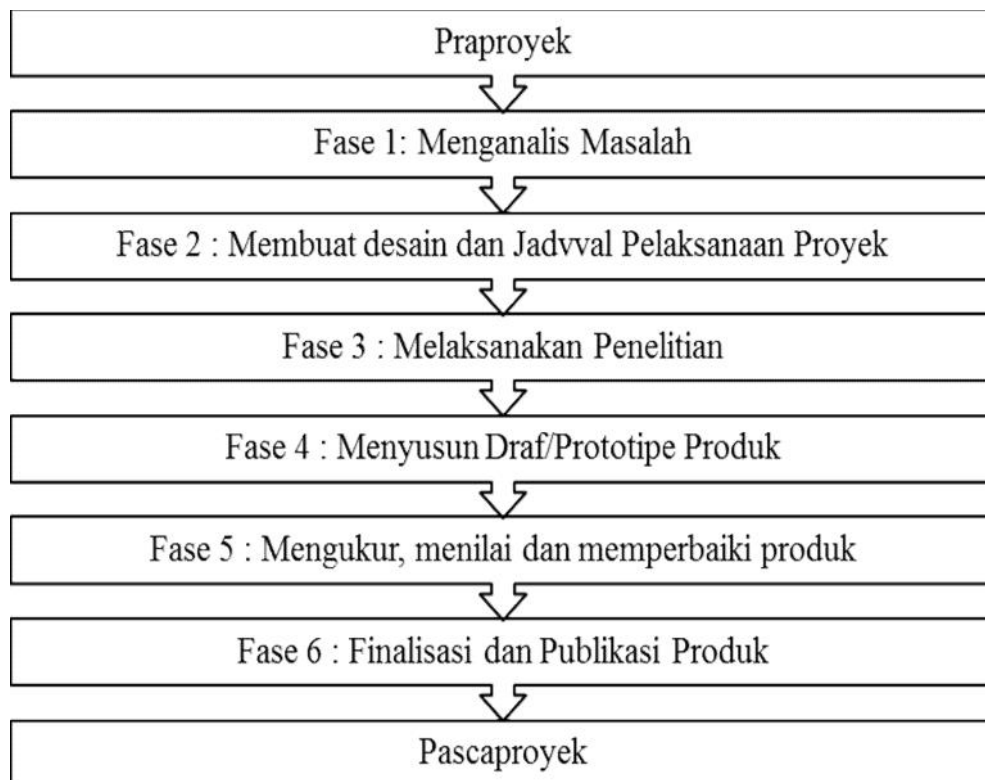 Praproyek
Fase 1: Menganalis Masalah
Fase 2 : Membuat desain dan Jadvval Pelaksanaan Proyek
Fase 3 : Melaksanakan Penelitian
Fase 4 : Menyusun Draf/Prototipe Produk
Fase 5 : Mengukur, menilai dan memperbaiki produk
Fase 6 : Finalisasi dan Publikasi Produk
Pascaproyek